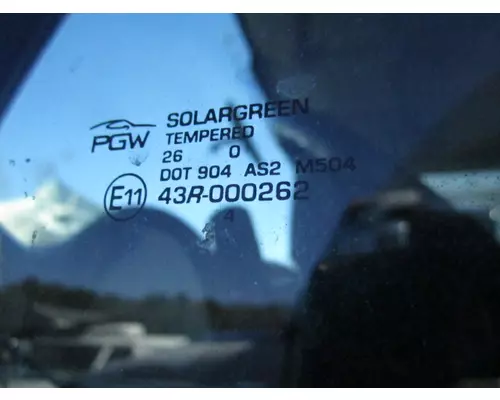 PGW
SOLARGREEN
TEMPERED
26 0
DOT 904 AS2 M504
E11 43R-000262
4